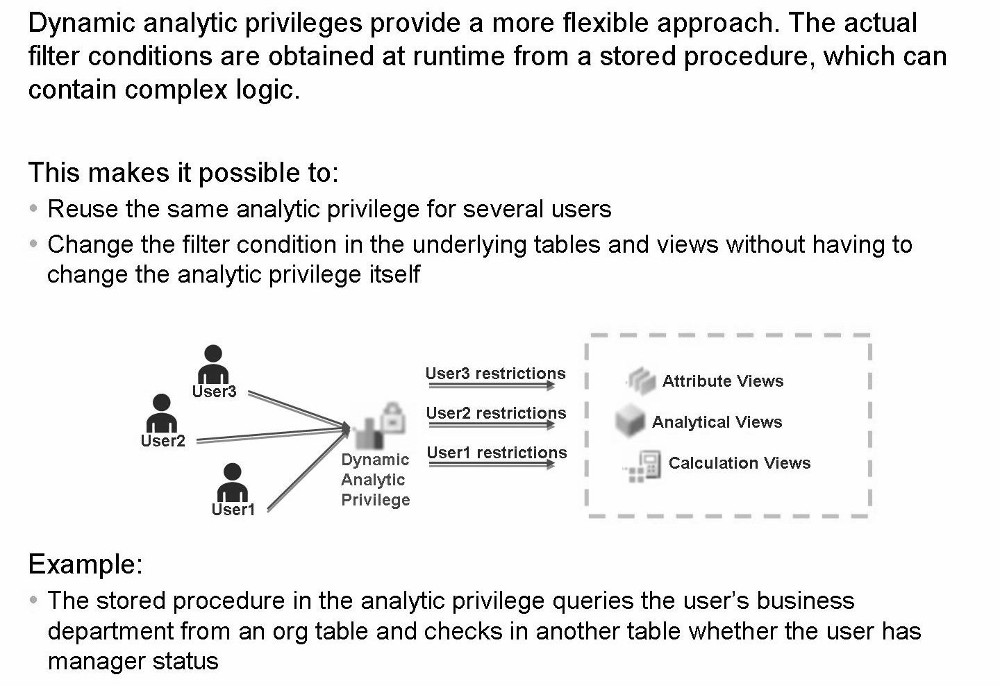 Dynamic analytic privileges provide a more flexible approach. The actual
filter conditions are obtained at runtime from a stored procedure, which can
contain complex logic.
This makes it possible to:
• Reuse the same analytic privilege for several users
• Change the filter condition in the underlying tables and views without having to
change the analytic privilege itself
User3
User2
User1
Dynamic
Analytic
Privilege
User3 restrictions
User2 restrictions
User1 restrictions
Attribute Views
Analytical Views
Calculation Views
Example:
• The stored procedure in the analytic privilege queries the user’s business
department from an org table and checks in another table whether the user has
manager status